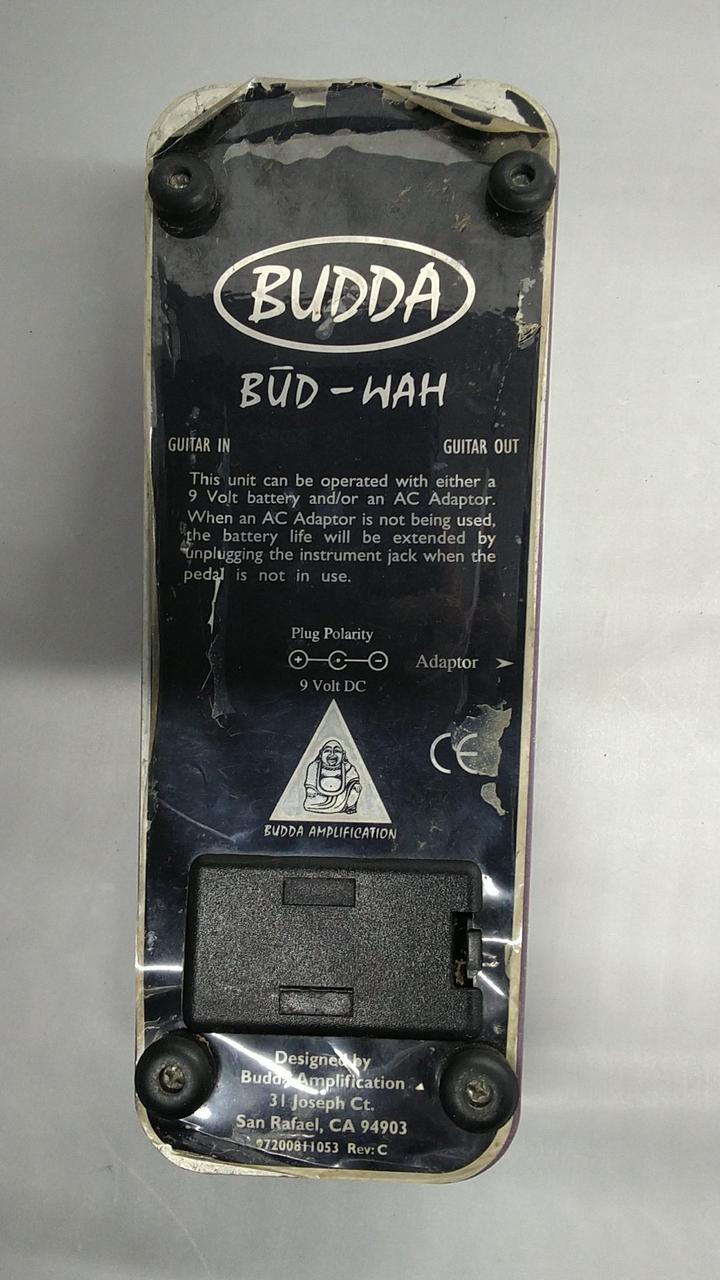 BUDDA
BŪD-WAH
GUITAR IN GUITAR OUT
This unit can be operated with either a
9 Volt battery and/or an AC Adaptor.
When an AC Adaptor is not being used,
the battery life will be extended by
unplugging the instrument jack when the
pedal is not in use.
Plug Polarity
+ - Adaptor ➤
9 Volt DC
CE
BUDDA AMPLIFICATION
Designed by
Budda Amplification
31 Joseph Ct.
San Rafael, CA 94903
07200811053 Rev: C